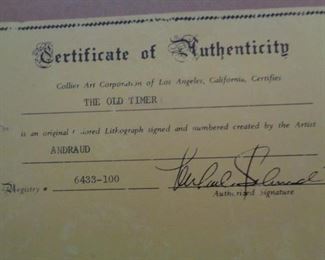 Certificate of Authenticity
Collier Art Corporation of Los Angeles, California, Certifies
THE OLD TIMER
is an original Lithograph signed and numbered created by the Artist
ANDRAUD
Registry # 6433-100
Authorized signature